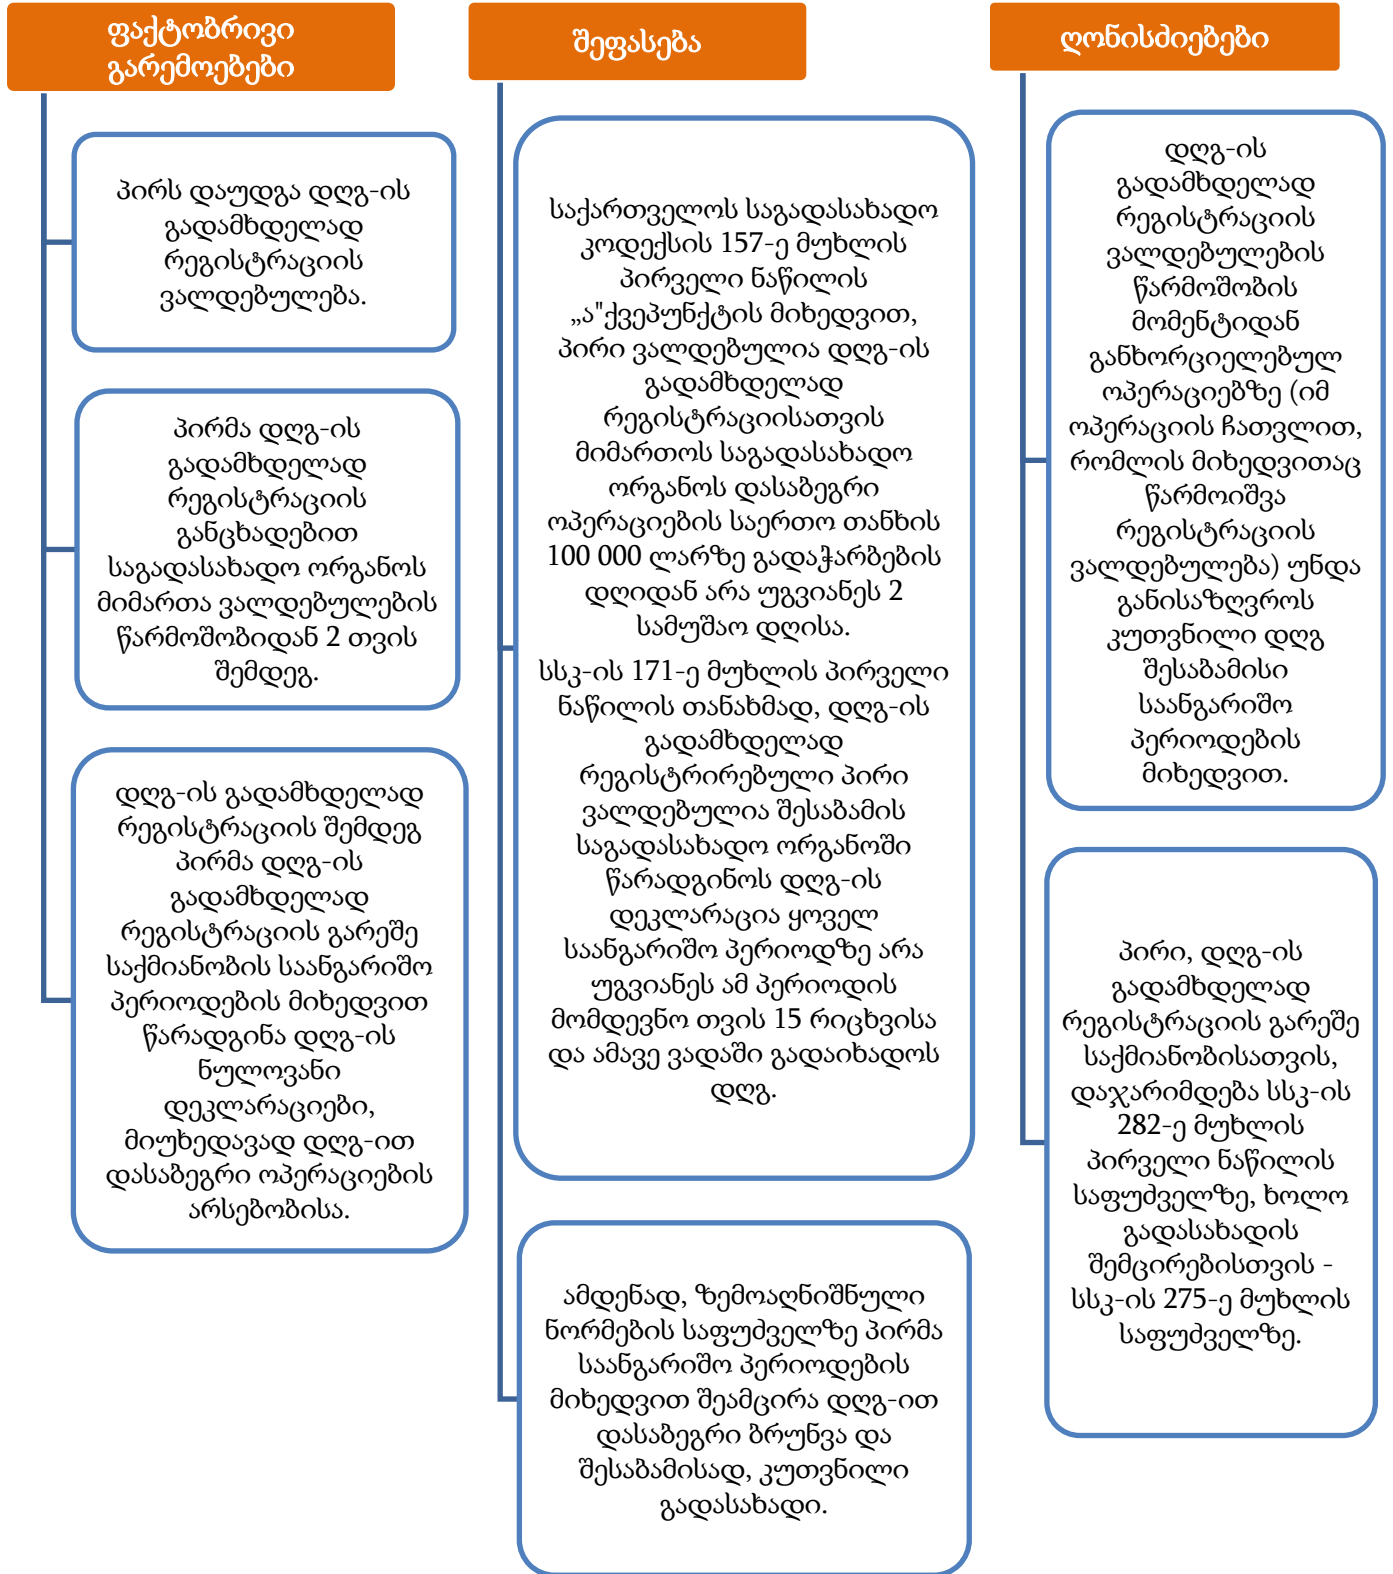 ფაქტობრივი
გარემოებები
პირს დაუდგა დღგ-ის
გადამხდელად
რეგისტრაციის
ვალდებულება.
პირმა დღგ-ის
გადამხდელად
რეგისტრაციის
განცხადებით
საგადასახადო ორგანოს
მიმართა ვალდებულების
წარმოშობიდან 2 თვის
შემდეგ.
დღგ-ის გადამხდელად
რეგისტრაციის შემდეგ
პირმა დღგ-ის
გადამხდელად
რეგისტრაციის გარეშე
საქმიანობის საანგარიშო
პერიოდების მიხედვით
წარადგინა დღგ-ის
ნულოვანი
დეკლარაციები,
მიუხედავად დღგ-ით
დასაბეგრი ოპერაციების
არსებობისა.
შეფასება
საქართველოს საგადასახადო
კოდექსის 157-ე მუხლის
პირველი ნაწილის
„ა"ქვეპუნქტის მიხედვით,
პირი ვალდებულია დღგ-ის
გადამხდელად
რეგისტრაციისათვის
მიმართოს საგადასახადო
ორგანოს დასაბეგრი
ოპერაციების საერთო თანხის
100 000 ლარზე გადაჭარბების
დღიდან არა უგვიანეს 2
სამუშაო დღისა.
სსკ-ის 171-ე მუხლის პირველი
ნაწილის თანახმად, დღგ-ის
გადამხდელად
რეგისტრირებული პირი
ვალდებულია შესაბამის
საგადასახადო ორგანოში
წარადგინოს დღგ-ის
დეკლარაცია ყოველ
საანგარიშო პერიოდზე არა
უგვიანეს ამ პერიოდის
მომდევნო თვის 15 რიცხვისა
და ამავე ვადაში გადაიხადოს
დღგ.
ამდენად, ზემოაღნიშნული
ნორმების საფუძველზე პირმა
საანგარიშო პერიოდების
მიხედვით შეამცირა დღგ-ით
დასაბეგრი ბრუნვა და
შესაბამისად, კუთვნილი
გადასახადი.
ღონისძიებები
დღგ-ის
გადამხდელად
რეგისტრაციის
ვალდებულების
წარმოშობის
მომენტიდან
განხორციელებულ
ოპერაციებზე (იმ
ოპერაციის ჩათვლით,
რომლის მიხედვითაც
წარმოიშვა
რეგისტრაციის
ვალდებულება) უნდა
განისაზღვროს
კუთვნილი დღგ
შესაბამისი
საანგარიშო
პერიოდების
მიხედვით.
პირი, დღგ-ის
გადამხდელად
რეგისტრაციის გარეშე
საქმიანობისათვის,
დაჯარიმდება სსკ-ის
282-ე მუხლის
პირველი ნაწილის
საფუძველზე, ხოლო
გადასახადის
შემცირებისთვის -
სსკ-ის 275-ე მუხლის
საფუძველზე.